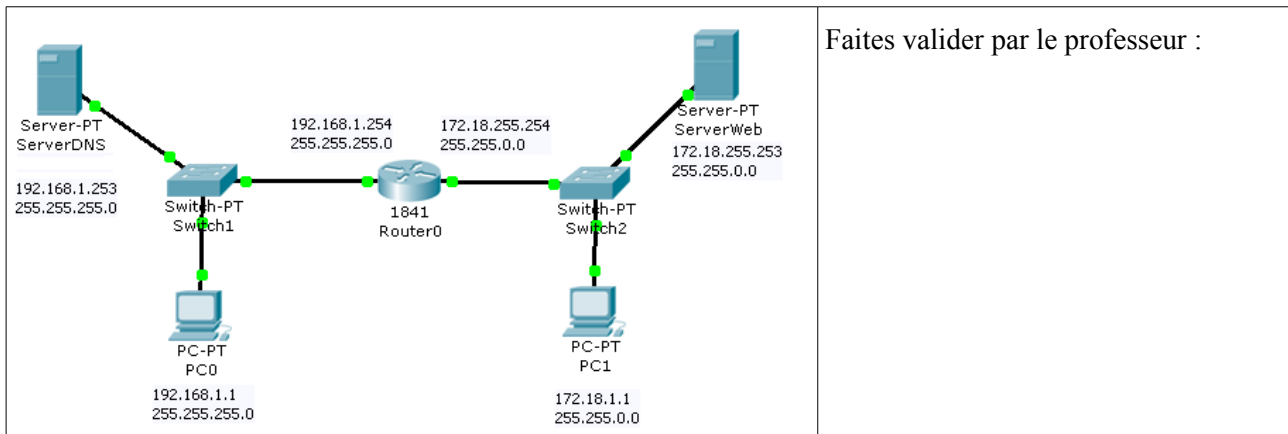 Faites valider par le professeur :
Server-PT
ServerDNS
192.168.1.253
255.255.255.0
Switch-PT
Switch1
192.168.1.254
255.255.255.0
172.18.255.254
255.255.0.0
1841
Router0
Server-PT
ServerWeb
172.18.255.253
255.255.0.0
Switch-PT
Switch2
PC-PT
PC0
192.168.1.1
255.255.255.0
PC-PT
PC1
172.18.1.1
255.255.0.0